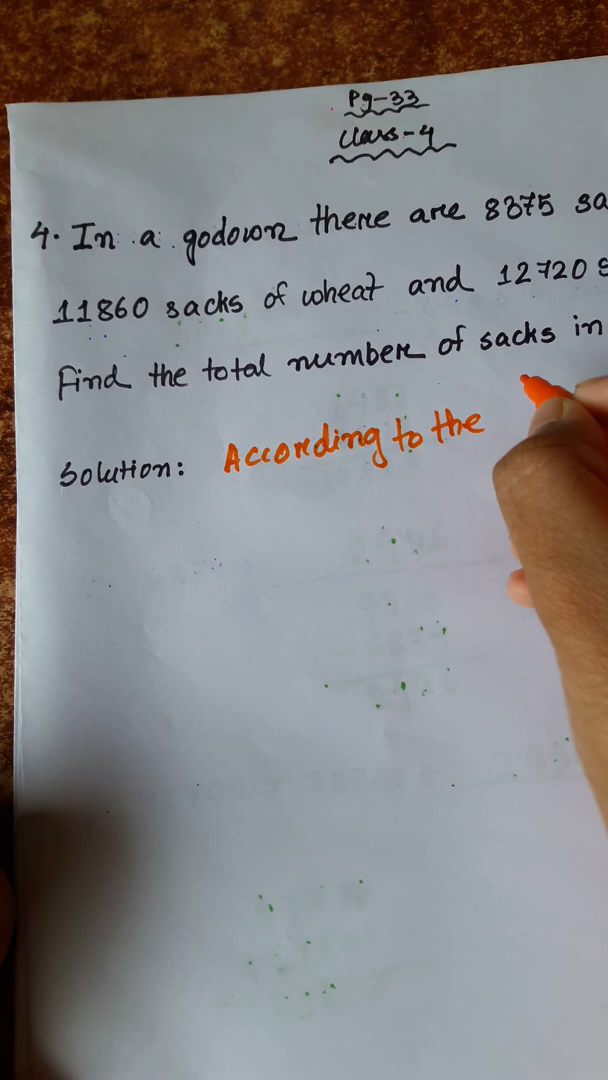 Pg-33
Class-4
4. In a godown there are 8375 sa
11860 sacks of wheat and 12720 s
Find the total number of sacks in
Solution: According to the